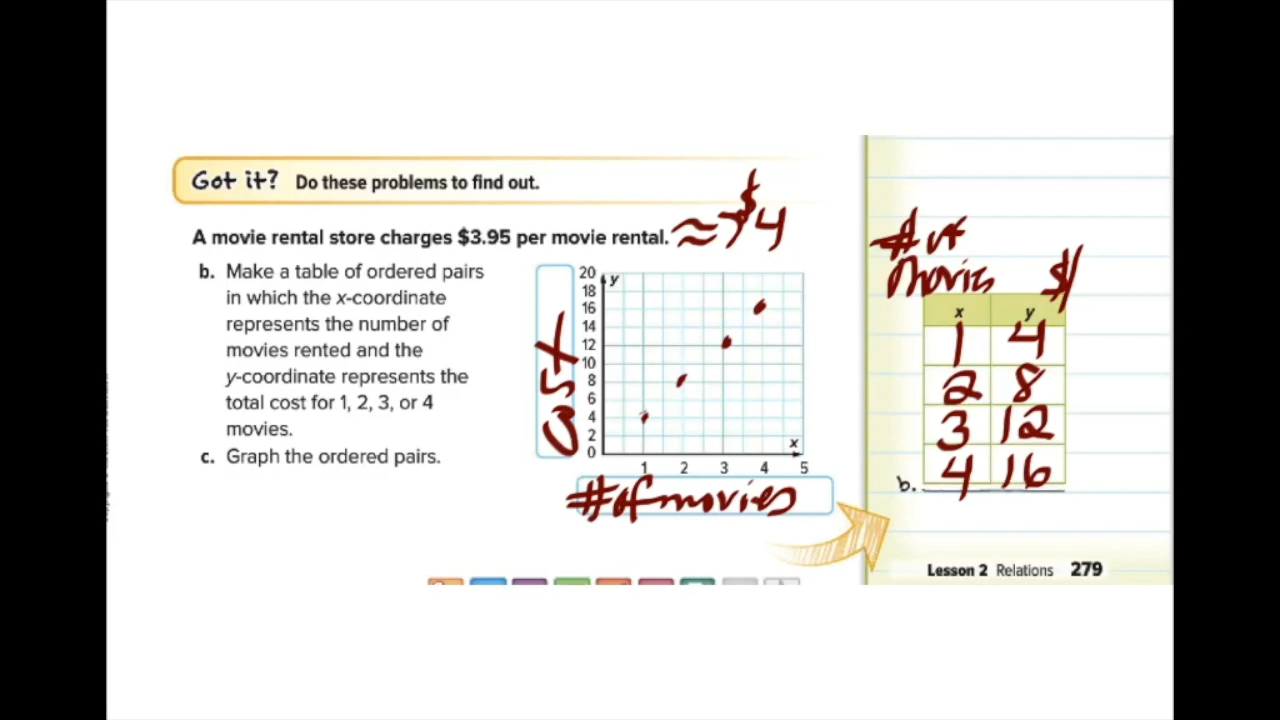 Got it? Do these problems to find out.
A movie rental store charges $3.95 per movie rental. ≈ $4
b. Make a table of ordered pairs
in which the x-coordinate
represents the number of
movies rented and the
y-coordinate represents the
total cost for 1, 2, 3, or 4
movies.
c. Graph the ordered pairs.
cost
20
18
16
14
12
10
8
6
4
2
0
y
x
1 2 3 4 5
# of movies
# of
movies $
x y
1 4
2 8
3 12
4 16
b.
Lesson 2 Relations 279